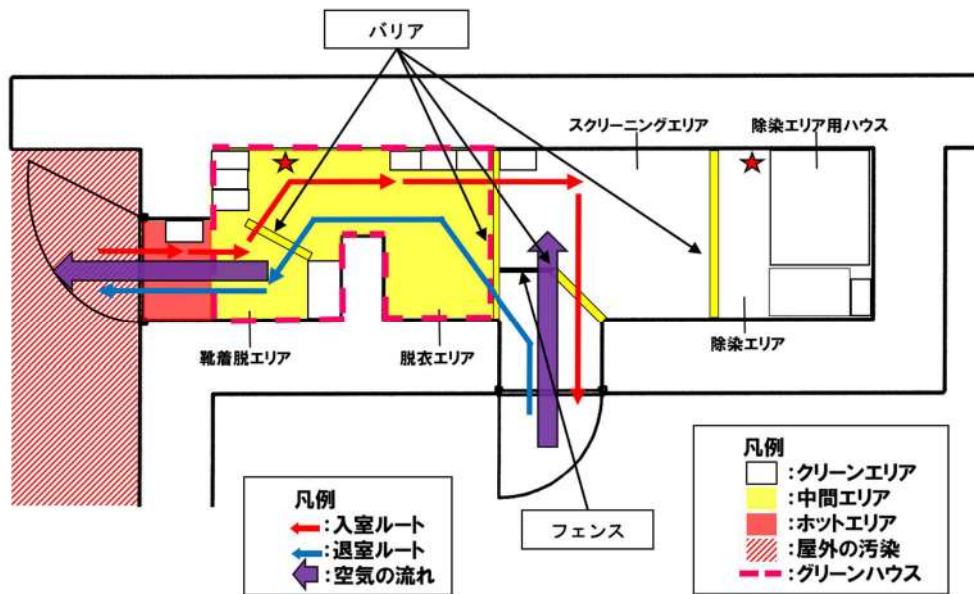 バリア
スクリーニングエリア
除染エリア用ハウス
靴着脱エリア
脱衣エリア
除染エリア
フェンス
凡例
:入室ルート
:退室ルート
:空気の流れ
凡例
:クリーンエリア
:中間エリア
:ホットエリア
:屋外の汚染
:グリーンハウス